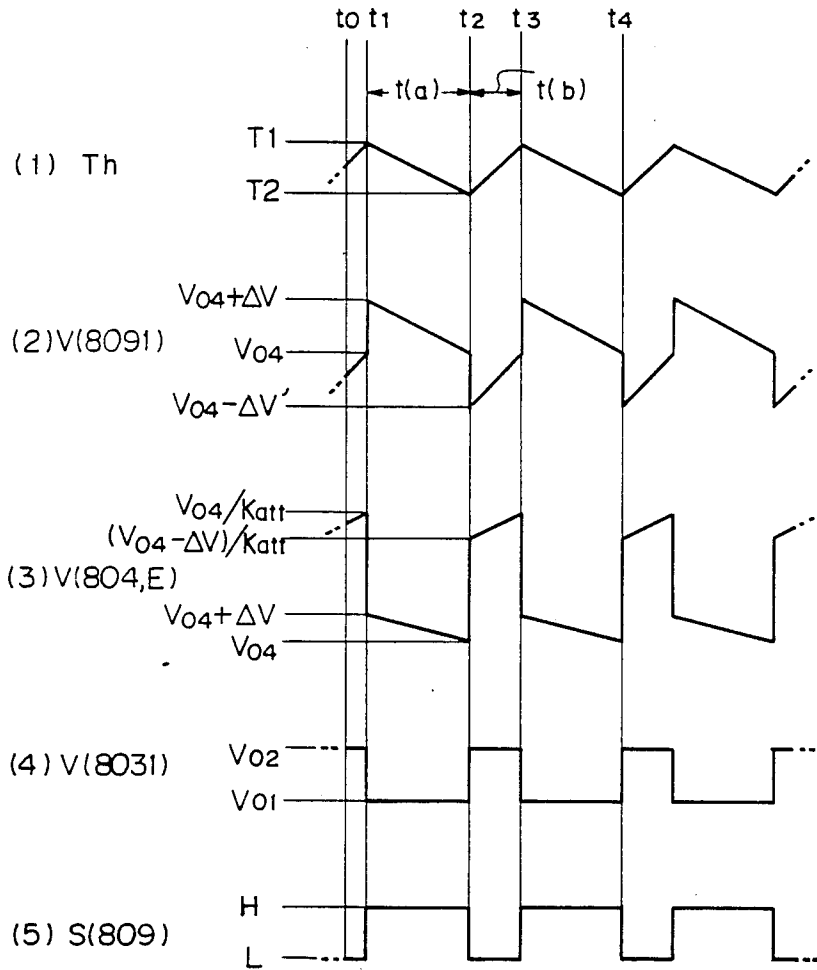 t0 t1 t2 t3 t4
t(a) t(b)
T1
(1) Th
T2
V04+ΔV
(2) V(8091)
V04
V04−ΔV'
V04/Katt
(V04−ΔV)/Katt
(3) V(804,E)
V04+ΔV
V04
V02
(4) V(8031)
V01
H
(5) S(809)
L